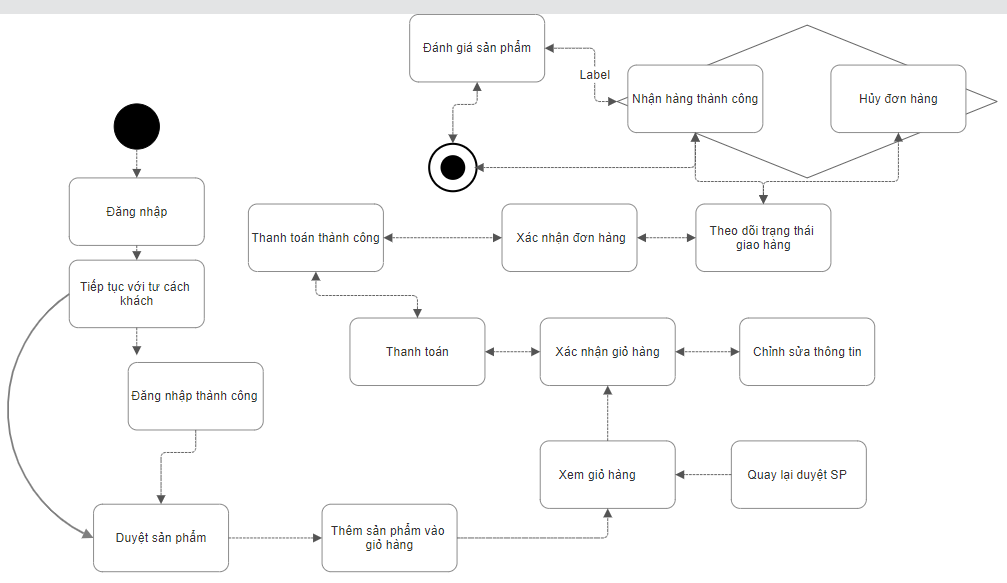 Đánh giá sản phẩm
Label
Nhận hàng thành công
Hủy đơn hàng
Đăng nhập
Thanh toán thành công
Xác nhận đơn hàng
Theo dõi trạng thái
giao hàng
Tiếp tục với tư cách
khách
Thanh toán
Xác nhận giỏ hàng
Chỉnh sửa thông tin
Đăng nhập thành công
Xem giỏ hàng
Quay lại duyệt SP
Duyệt sản phẩm
Thêm sản phẩm vào
giỏ hàng